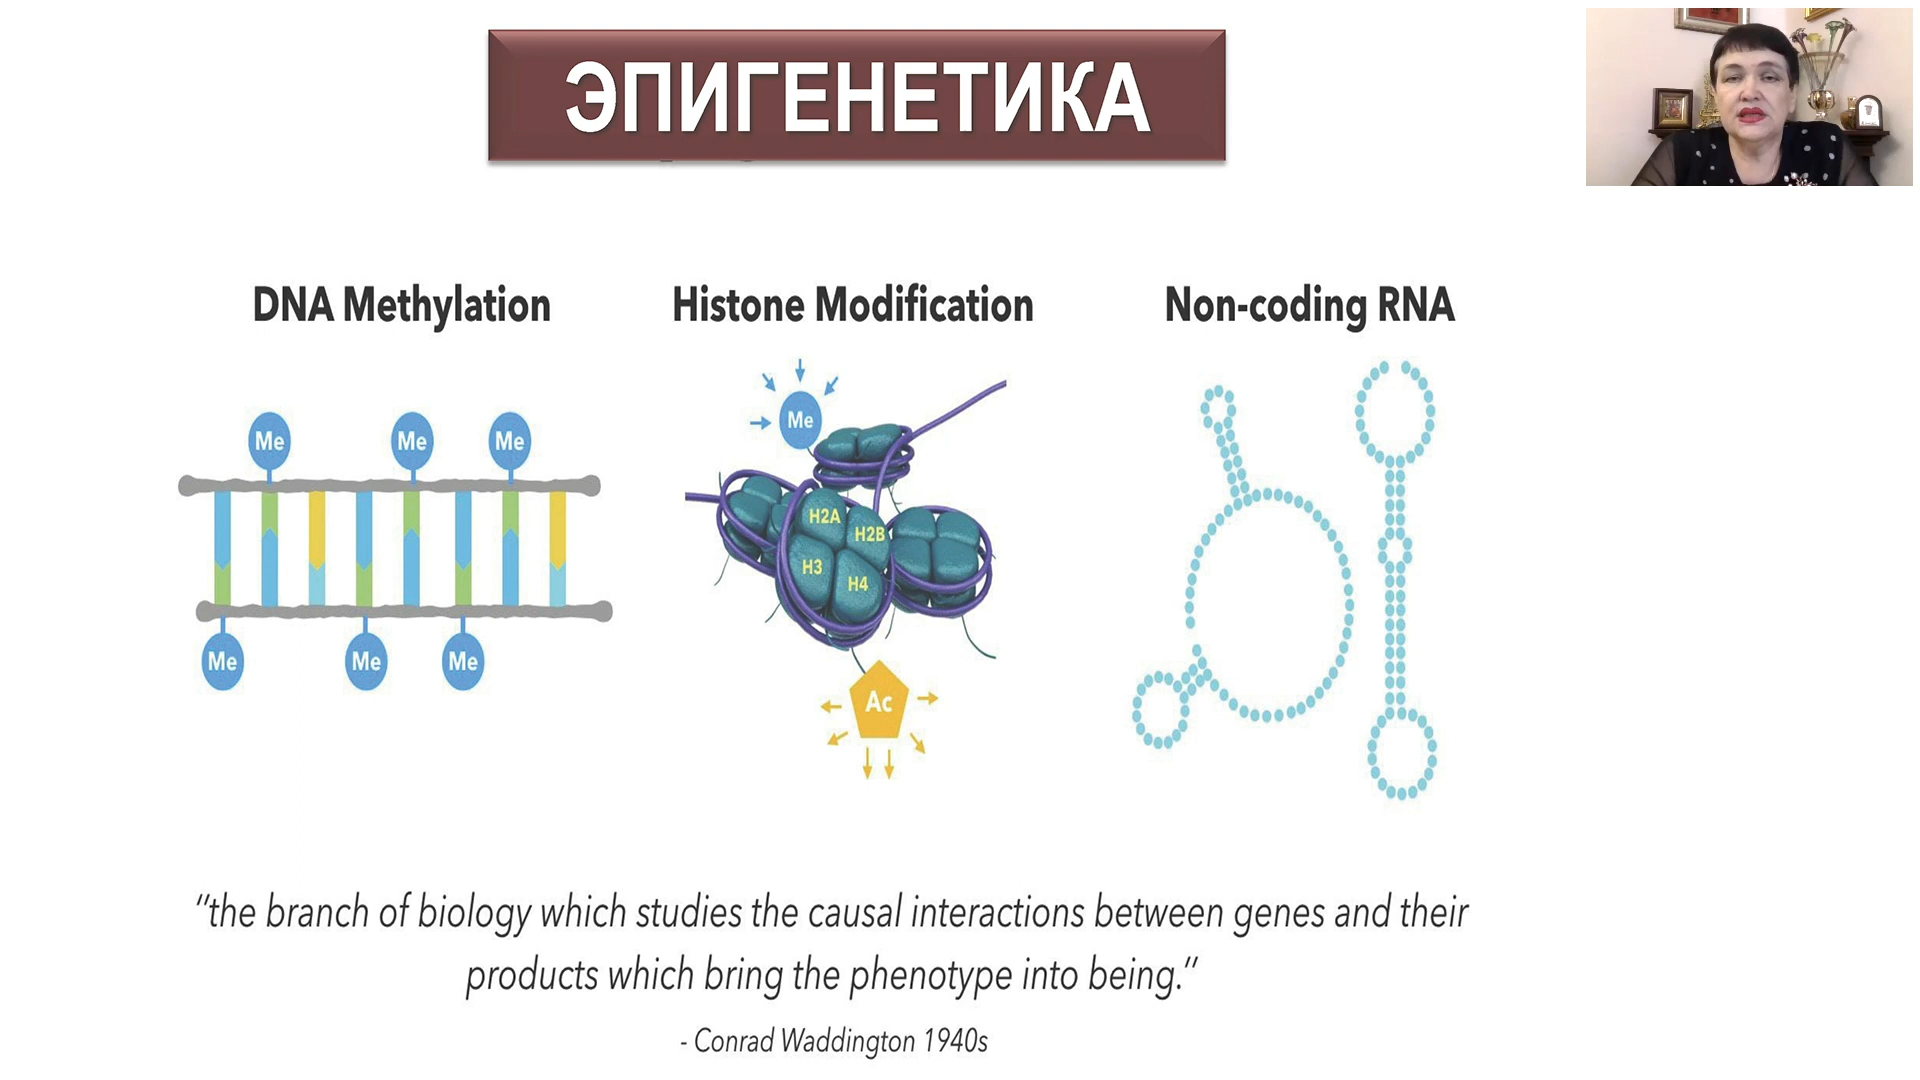 ЭПИГЕНЕТИКА
DNA Methylation
Histone Modification
Non-coding RNA
Me
Me
Me
Me
Me
Me
Me
H2A
H2B
H3
H4
Ac
"the branch of biology which studies the causal interactions between genes and their
products which bring the phenotype into being."
- Conrad Waddington 1940s